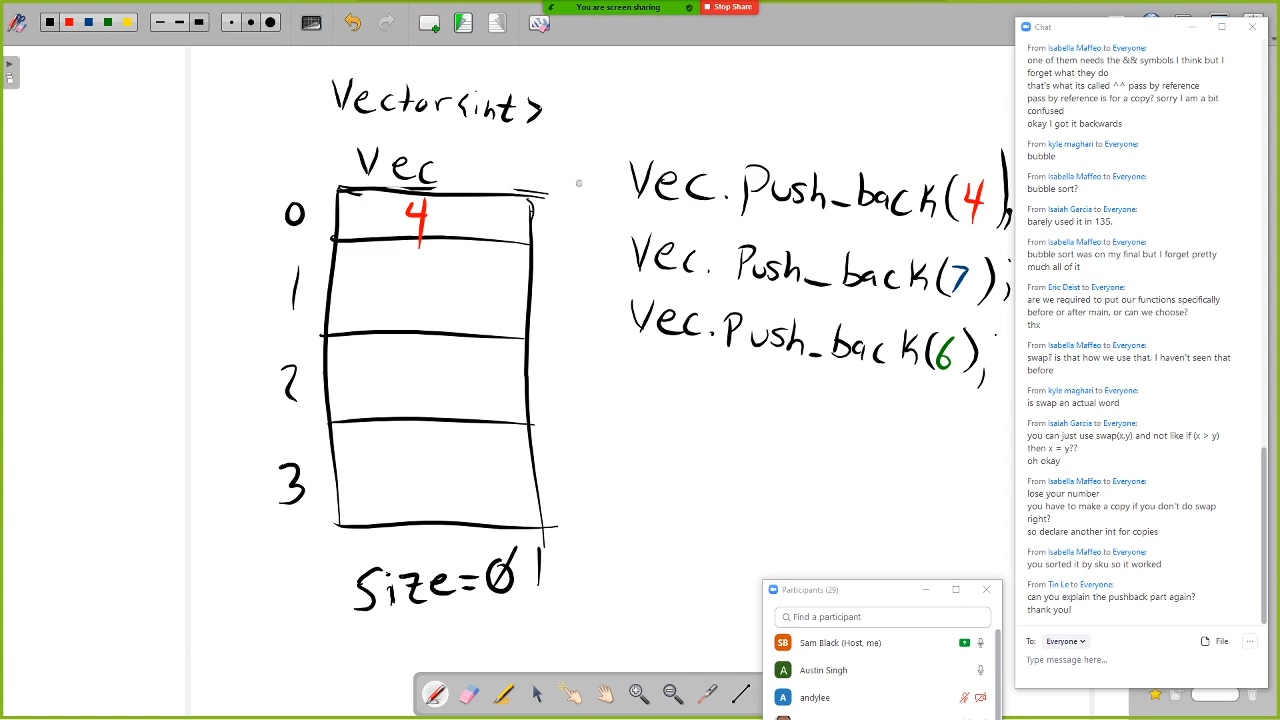 You are screen sharing
Stop Share
Vector<int>
Vec
0
4
1
2
3
size=0 1
Vec.Push_back(4);
Vec.Push_back(7);
Vec.Push_back(6);
Chat
From Isabella Maffeo to Everyone:
one of them needs the && symbols I think but I
forget what they do
that's what its called ^^ pass by reference
pass by reference is for a copy? sorry I am a bit
confused
okay I got it backwards
From kyle maghari to Everyone:
bubble
From Isabella Maffeo to Everyone:
bubble sort?
From Isaiah Garcia to Everyone:
barely used it in 135.
From Isabella Maffeo to Everyone:
bubble sort was on my final but I forget pretty
much all of it
From Eric Deist to Everyone:
are we required to put our functions specifically
before or after main, or can we choose?
thx
From Isabella Maffeo to Everyone:
swap? is that how we use that, I haven't seen that
before
From kyle maghari to Everyone:
is swap an actual word
From Isaiah Garcia to Everyone:
you can just use swap(x,y) and not like if (x > y)
then x = y??
oh okay
From Isabella Maffeo to Everyone:
lose your number
you have to make a copy if you don't do swap
right?
so declare another int for copies
From Isabella Maffeo to Everyone:
you sorted it by sku so it worked
From Tin Le to Everyone:
can you explain the pushback part again?
thank you!
To: Everyone
File
Type message here...
Participants (29)
Find a participant
SB Sam Black (Host, me)
A Austin Singh
A andylee